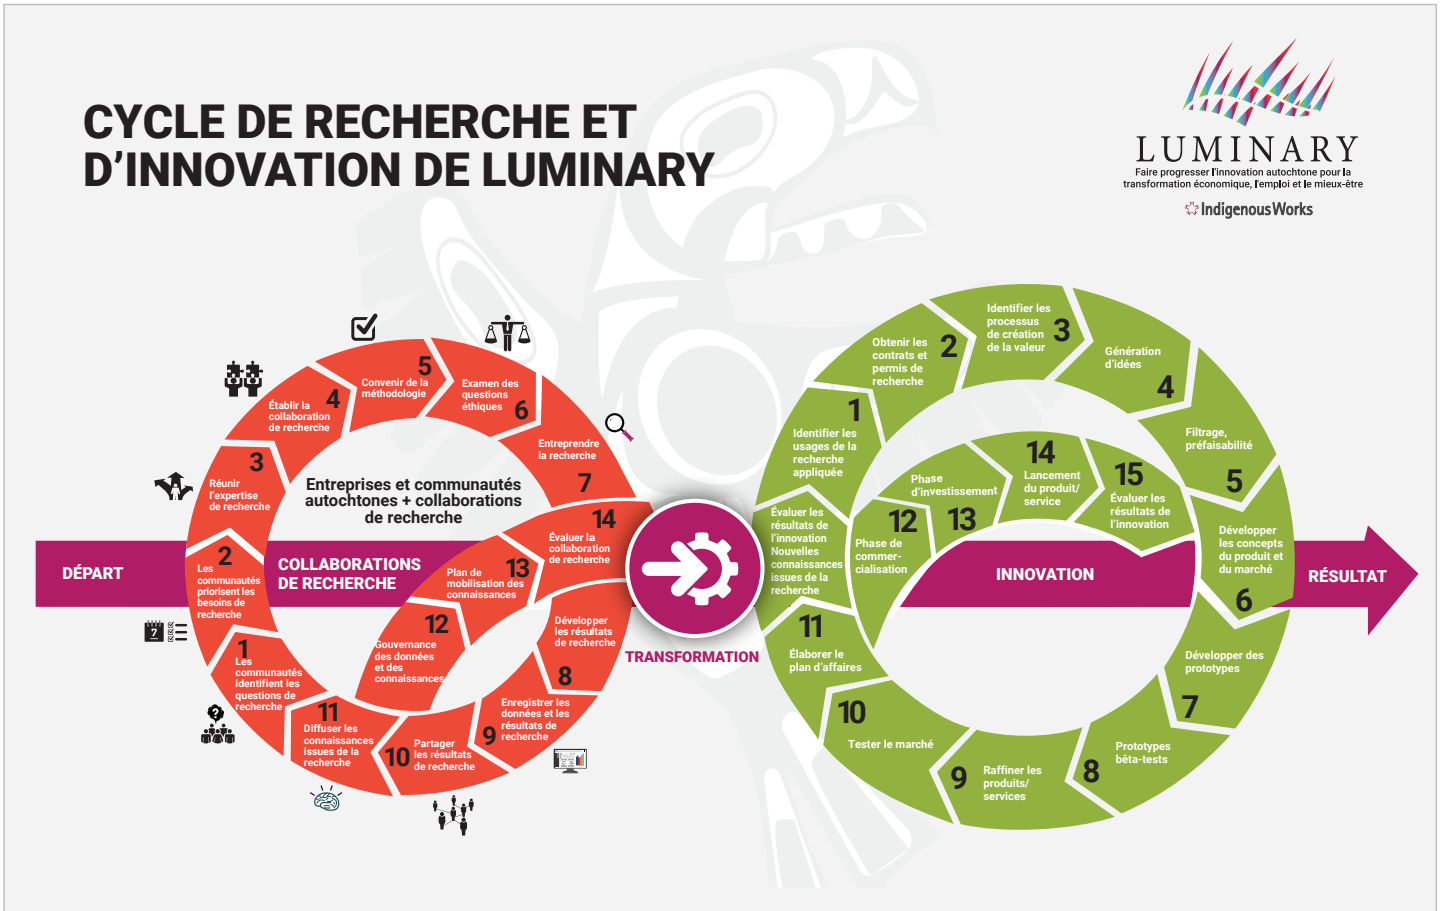 CYCLE DE RECHERCHE ET
D'INNOVATION DE LUMINARY
LUMINARY
Faire progresser l'innovation autochtone pour la
transformation économique, l'emploi et le mieux-être
IndigenousWorks
DÉPART
COLLABORATIONS
DE RECHERCHE
Entreprises et communautés
autochtones + collaborations
de recherche
1
Les
communautés
identifient les
questions de
recherche
2
Les
communautés
priorisent les
besoins de
recherche
3
Réunir
l'expertise
de recherche
4
Établir la
collaboration
de recherche
5
Convenir de la
méthodologie
Examen des
questions
éthiques
6
Entreprendre
la recherche
7
Développer
les résultats
de recherche
8
Enregistrer les
données et les
résultats de
recherche
9
Partager
les résultats
de recherche
10
11
Diffuser les
connaissances
issues de la
recherche
12
Gouvernance
des données
et des
connaissances
13
Plan de
mobilisation des
connaissances
14
Évaluer la
collaboration
de recherche
7
?
TRANSFORMATION
Évaluer les
résultats de
l'innovation
Nouvelles
connaissances
issues de la
recherche
1
Identifier les
usages de la
recherche
appliquée
2
Obtenir les
contrats et
permis de
recherche
3
Identifier les
processus
de création
de la valeur
Génération
d'idées
4
Filtrage,
préfaisabilité
5
Développer
les concepts
du produit et
du marché
6
Développer des
prototypes
7
Prototypes
bêta-tests
8
9
Raffiner les
produits/
services
10
Tester le marché
11
Élaborer le
plan d'affaires
12
Phase de
commer-
cialisation
Phase
d'investissement
13
14
Lancement
du produit/
service
15
Évaluer les
résultats de
l'innovation
INNOVATION
RÉSULTAT